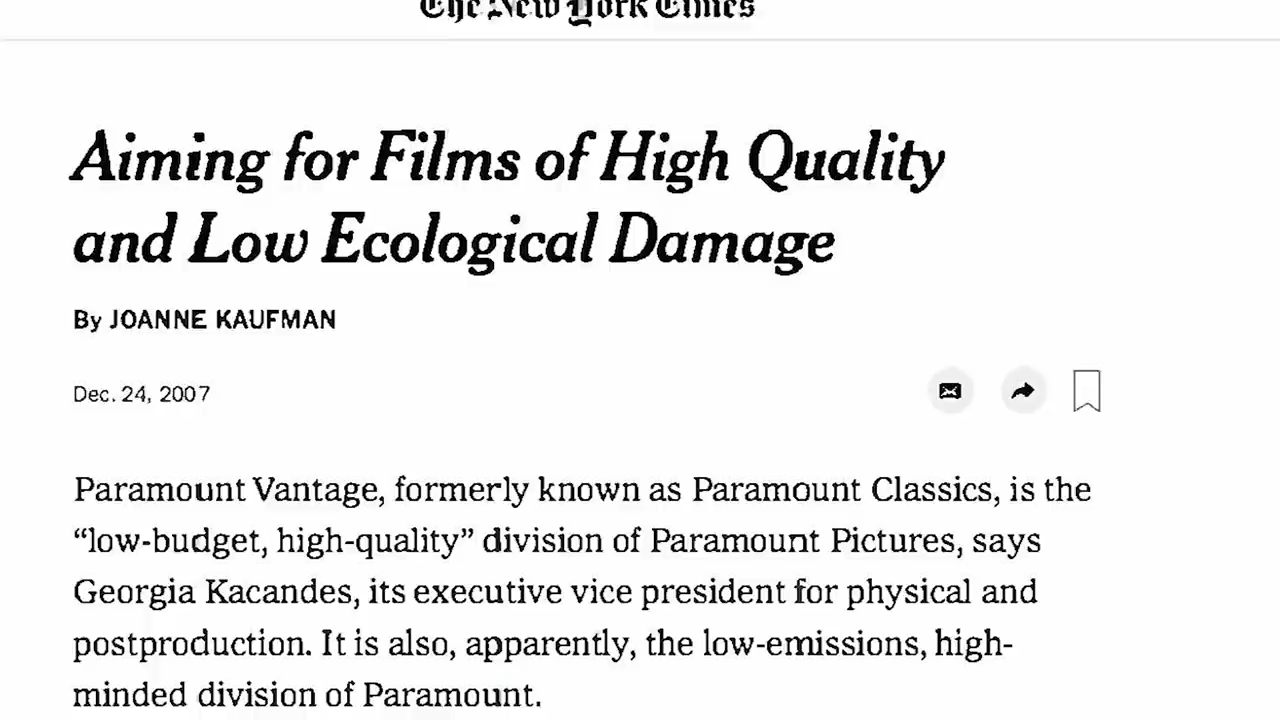 The New York Times
Aiming for Films of High Quality
and Low Ecological Damage
By JOANNE KAUFMAN
Dec. 24, 2007
Paramount Vantage, formerly known as Paramount Classics, is the
“low-budget, high-quality” division of Paramount Pictures, says
Georgia Kacandes, its executive vice president for physical and
postproduction. It is also, apparently, the low-emissions, high-
minded division of Paramount.